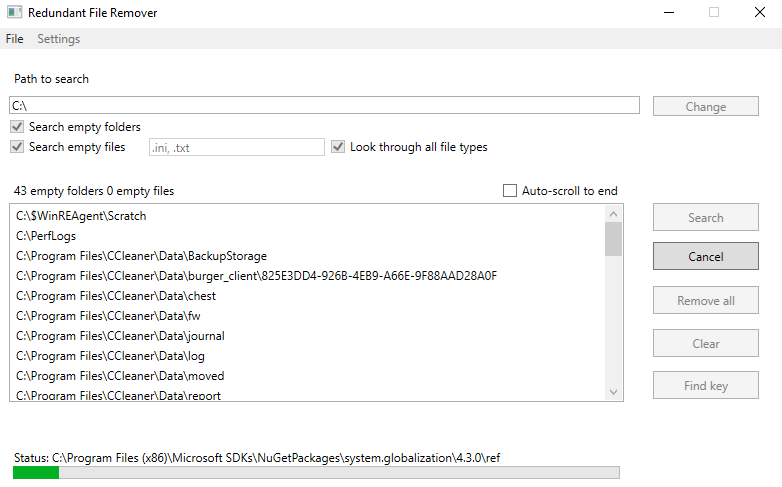 Redundant File Remover
File Settings
Path to search
C:\
Change
Search empty folders
Search empty files .ini, .txt Look through all file types
43 empty folders 0 empty files Auto-scroll to end
C:\$WinREAgent\Scratch
Search
C:\PerfLogs
C:\Program Files\CCleaner\Data\BackupStorage
Cancel
C:\Program Files\CCleaner\Data\burger_client\825E3DD4-926B-4EB9-A66E-9F88AAD28A0F
C:\Program Files\CCleaner\Data\chest
Remove all
C:\Program Files\CCleaner\Data\fw
C:\Program Files\CCleaner\Data\journal
Clear
C:\Program Files\CCleaner\Data\log
C:\Program Files\CCleaner\Data\moved
Find key
C:\Program Files\CCleaner\Data\report
Status: C:\Program Files (x86)\Microsoft SDKs\NuGetPackages\system.globalization\4.3.0\ref